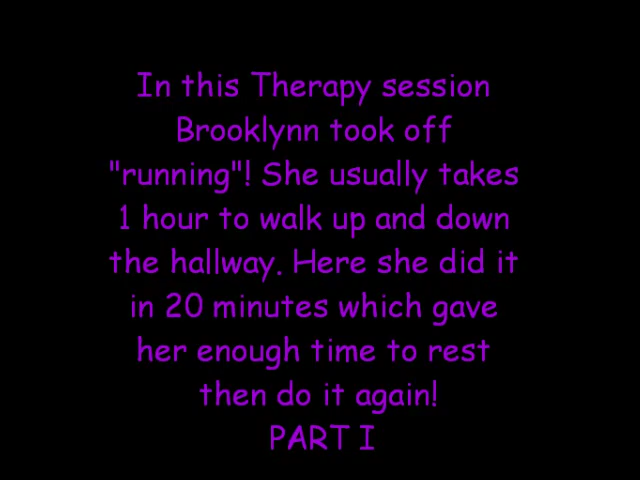 In this Therapy session
Brooklynn took off
"running"! She usually takes
1 hour to walk up and down
the hallway. Here she did it
in 20 minutes which gave
her enough time to rest
then do it again!
PART I